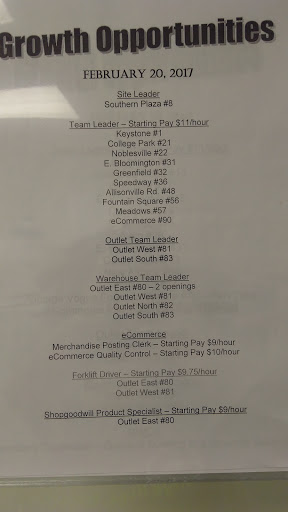 Growth Opportunities
FEBRUARY 20, 2017
Site Leader
Southern Plaza #8
Team Leader – Starting Pay $11/hour
Keystone #1
College Park #21
Noblesville #22
E. Bloomington #31
Greenfield #32
Speedway #36
Allisonville Rd. #48
Fountain Square #56
Meadows #57
eCommerce #90
Outlet Team Leader
Outlet West #81
Outlet South #83
Warehouse Team Leader
Outlet East #80 – 2 openings
Outlet West #81
Outlet North #82
Outlet South #83
eCommerce
Merchandise Posting Clerk – Starting Pay $9/hour
eCommerce Quality Control – Starting Pay $10/hour
Forklift Driver – Starting Pay $9.75/hour
Outlet East #80
Outlet West #81
Shopgoodwill Product Specialist – Starting Pay $9/hour
Outlet East #80